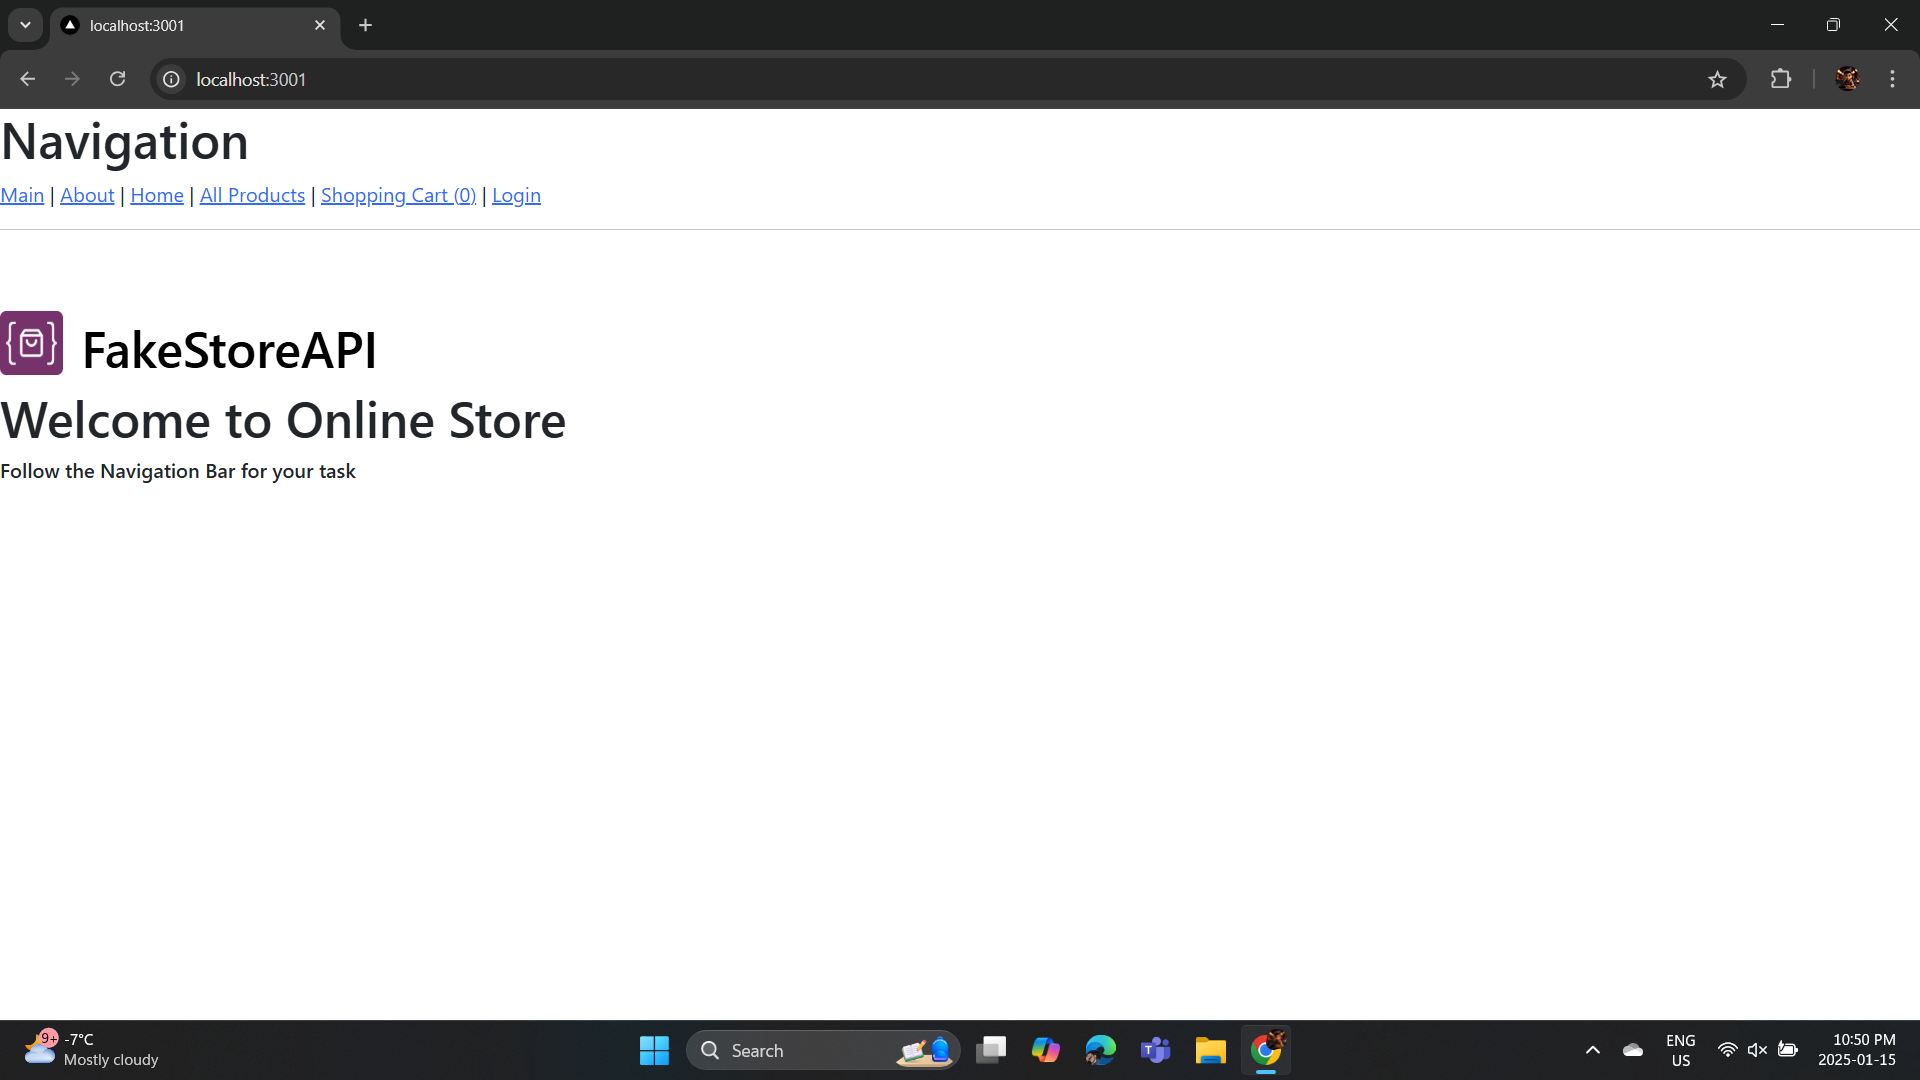 localhost:3001
localhost:3001
Navigation
Main | About | Home | All Products | Shopping Cart (0) | Login
FakeStoreAPI
Welcome to Online Store
Follow the Navigation Bar for your task
9+
-7°C
Mostly cloudy
Search
T
ENG
US
10:50 PM
2025-01-15